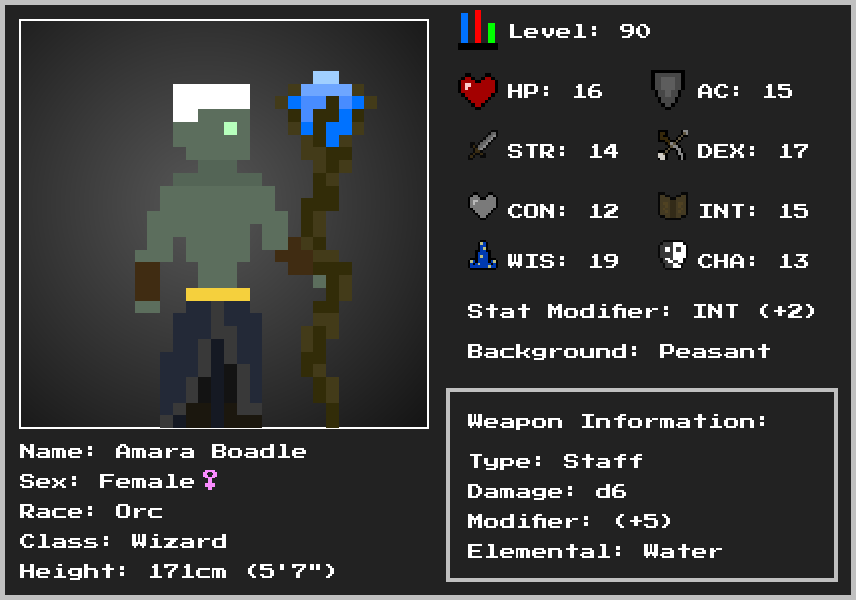 Level: 90
HP: 16 AC: 15
STR: 14 DEX: 17
CON: 12 INT: 15
WIS: 19 CHA: 13
Stat Modifier: INT (+2)
Background: Peasant
Weapon Information:
Type: Staff
Damage: d6
Modifier: (+5)
Elemental: Water
Name: Amara Boadle
Sex: Female♀
Race: Orc
Class: Wizard
Height: 171cm (5'7")